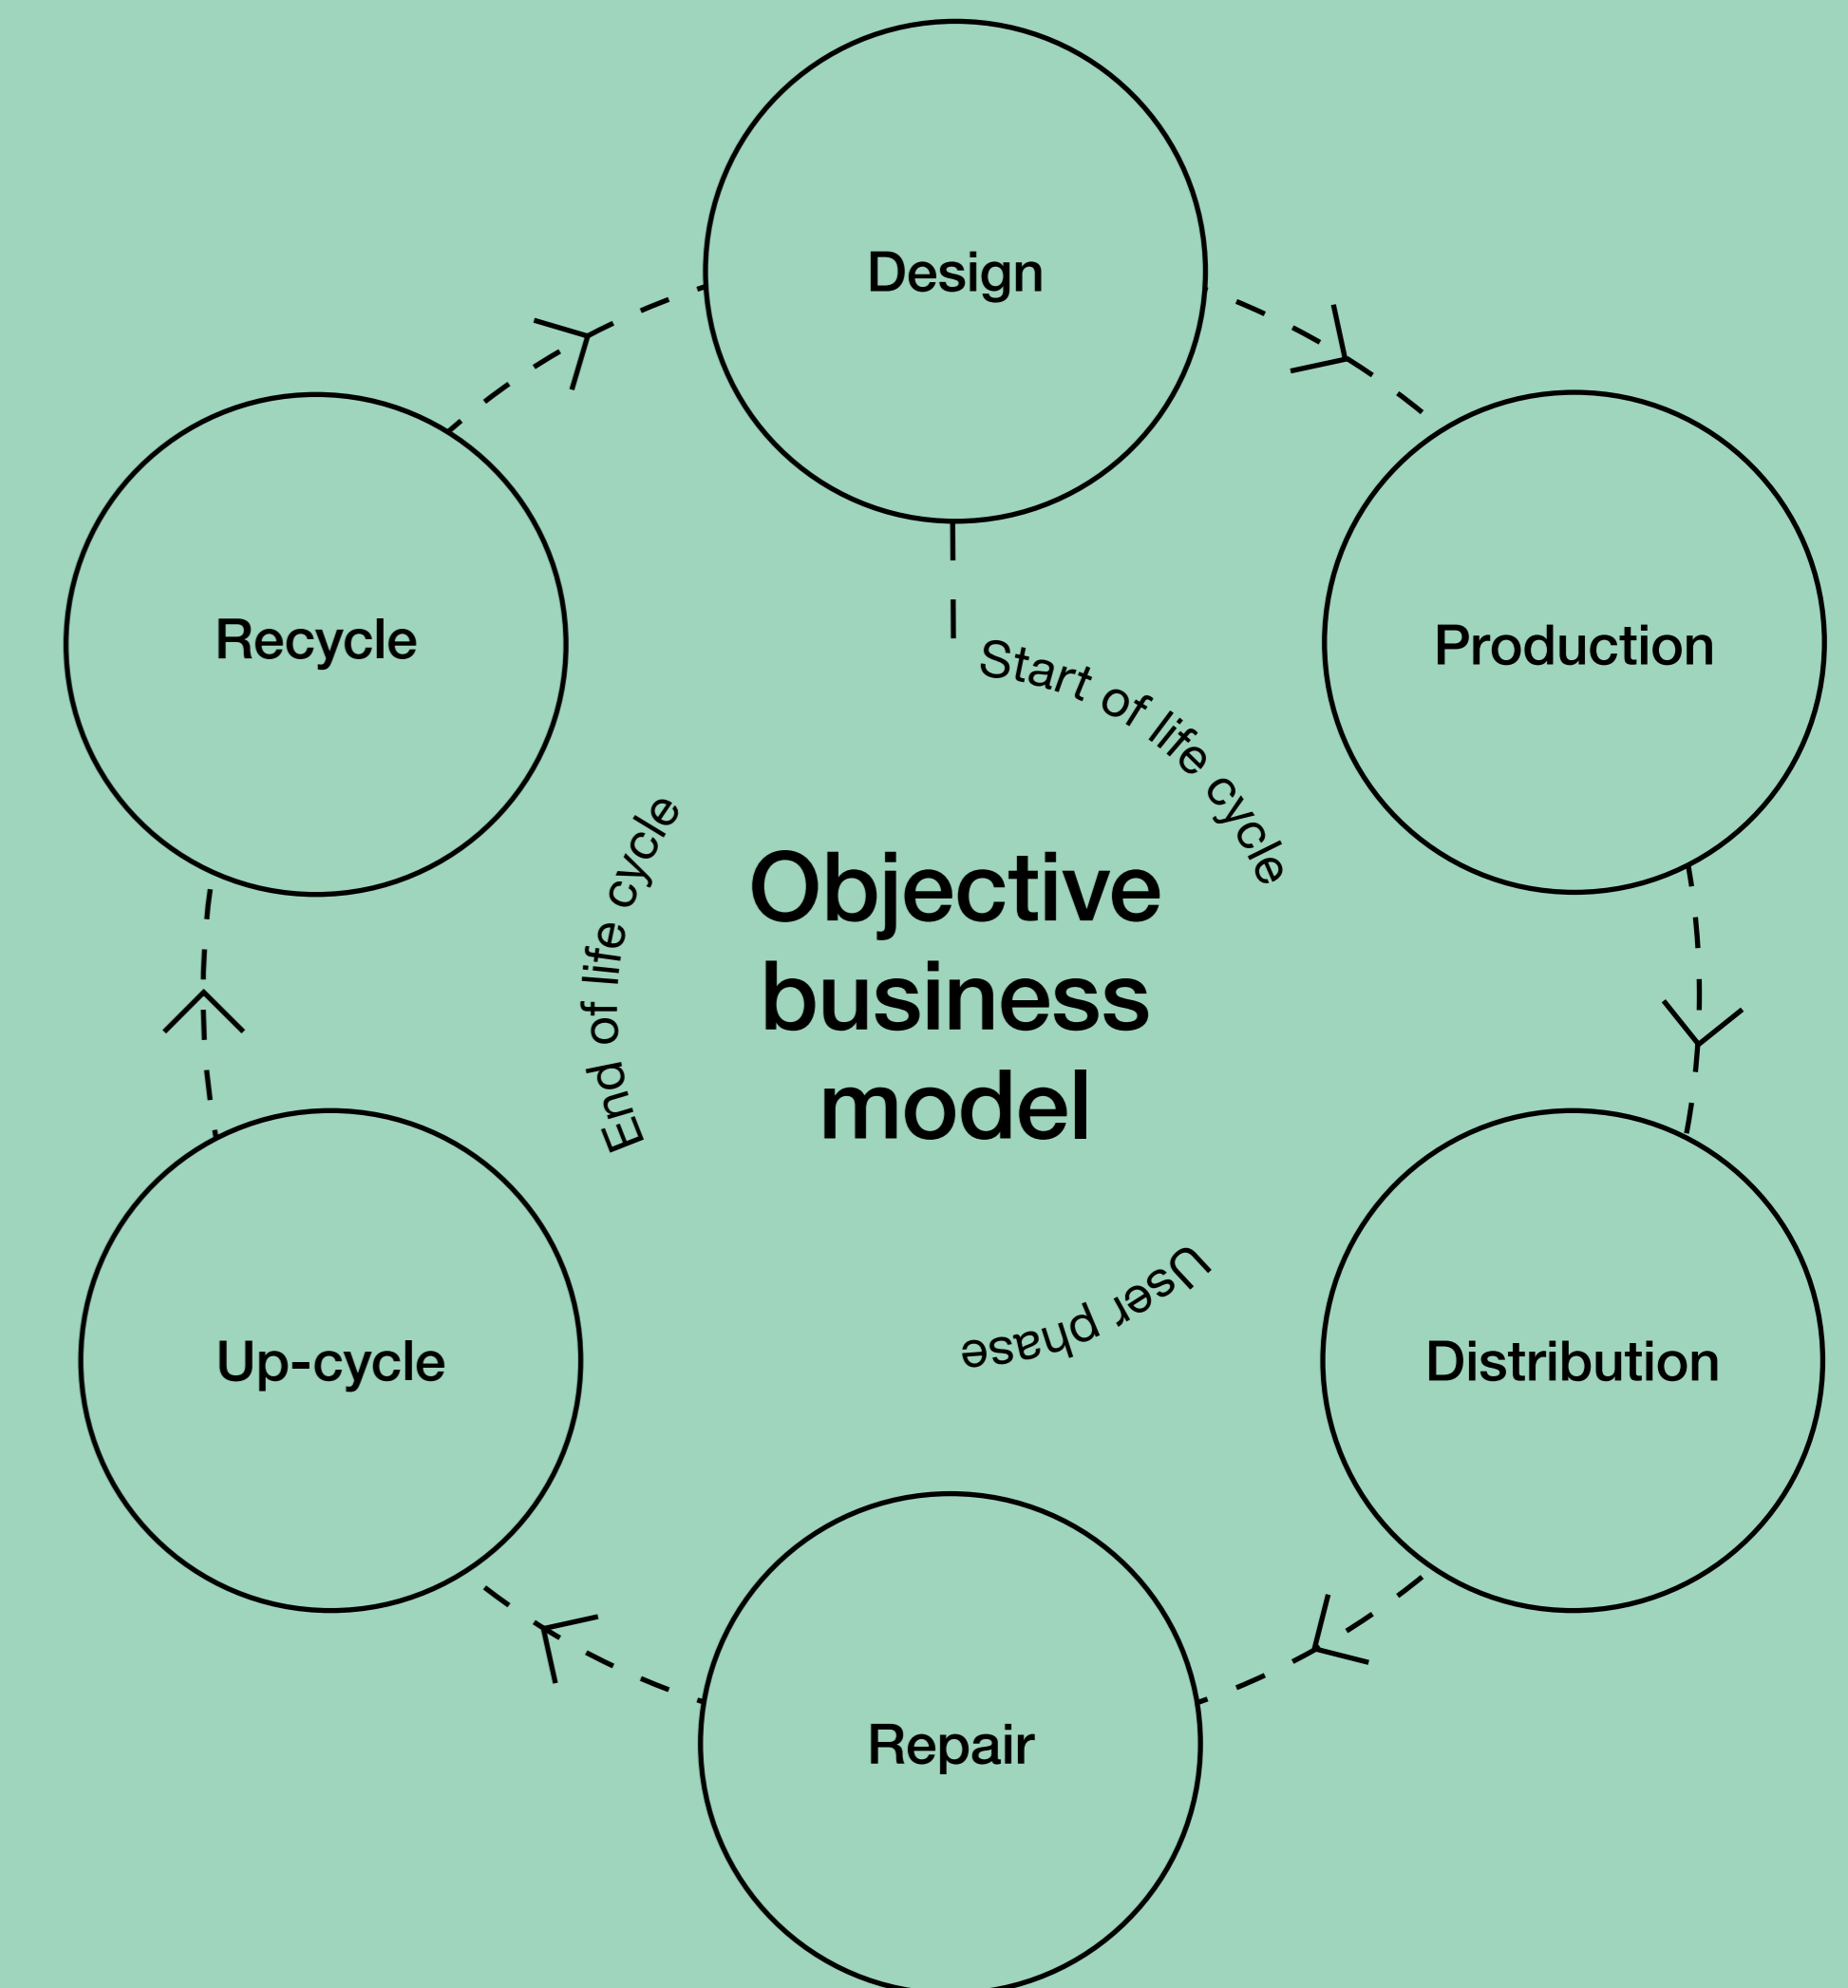 Design
Production
Distribution
Repair
Up-cycle
Recycle
Start of life cycle
User phase
End of life cycle
Objective
business
model